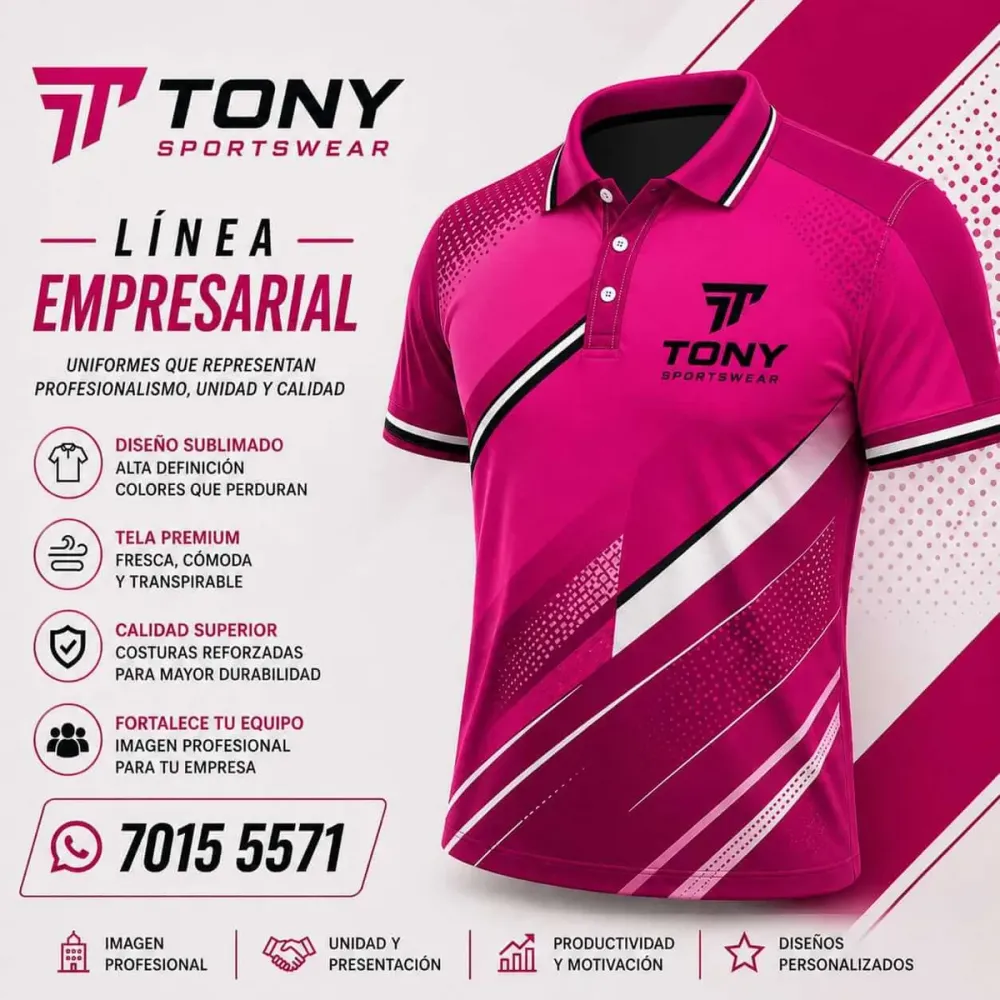 TONY
SPORTSWEAR
LÍNEA
EMPRESARIAL
UNIFORMES QUE REPRESENTAN
PROFESIONALISMO, UNIDAD Y CALIDAD
DISEÑO SUBLIMADO
ALTA DEFINICIÓN
COLORES QUE PERDURAN
TELA PREMIUM
FRESCA, CÓMODA
Y TRANSPIRABLE
CALIDAD SUPERIOR
COSTURAS REFORZADAS
PARA MAYOR DURABILIDAD
FORTALECE TU EQUIPO
IMAGEN PROFESIONAL
PARA TU EMPRESA
7015 5571
TONY
SPORTSWEAR
IMAGEN
PROFESIONAL
UNIDAD Y
PRESENTACIÓN
PRODUCTIVIDAD
Y MOTIVACIÓN
DISEÑOS
PERSONALIZADOS